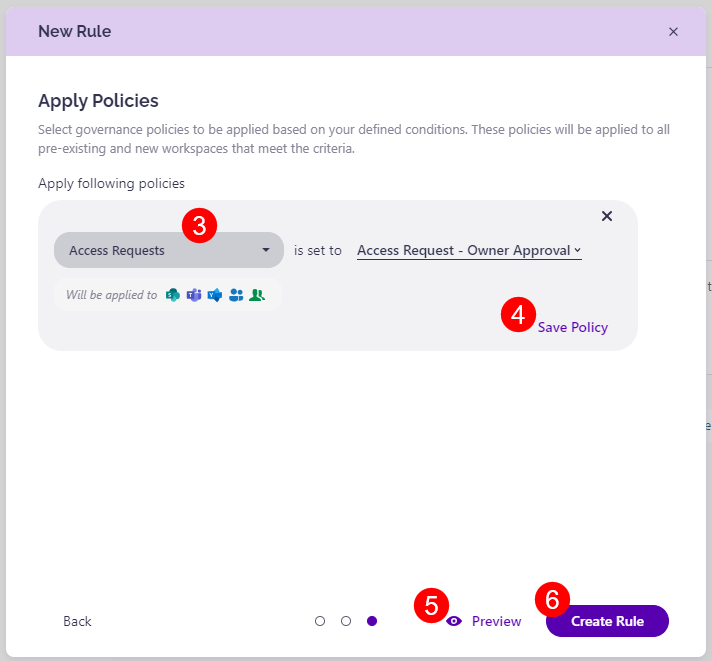 New Rule
Apply Policies
Select governance policies to be applied based on your defined conditions. These policies will be applied to all
pre-existing and new workspaces that meet the criteria.
Apply following policies
3
Access Requests is set to Access Request - Owner Approval
Will be applied to
4
Save Policy
5
6
Back Preview Create Rule